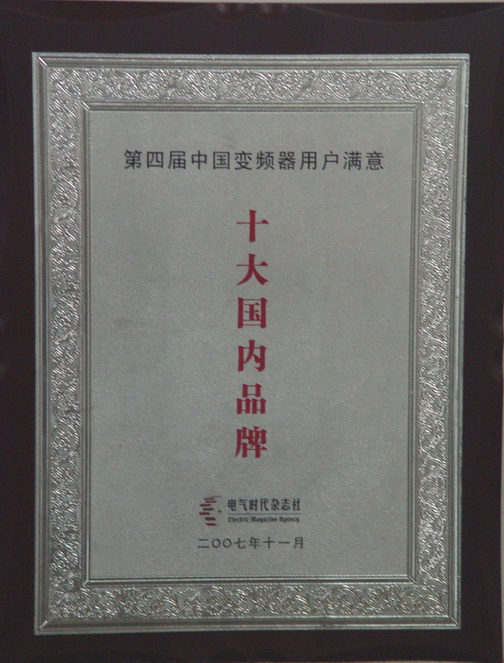 第四届中国变频器用户满意
十大国内品牌
电气时代杂志社
Electric Magazine Agency
二〇〇七年十一月